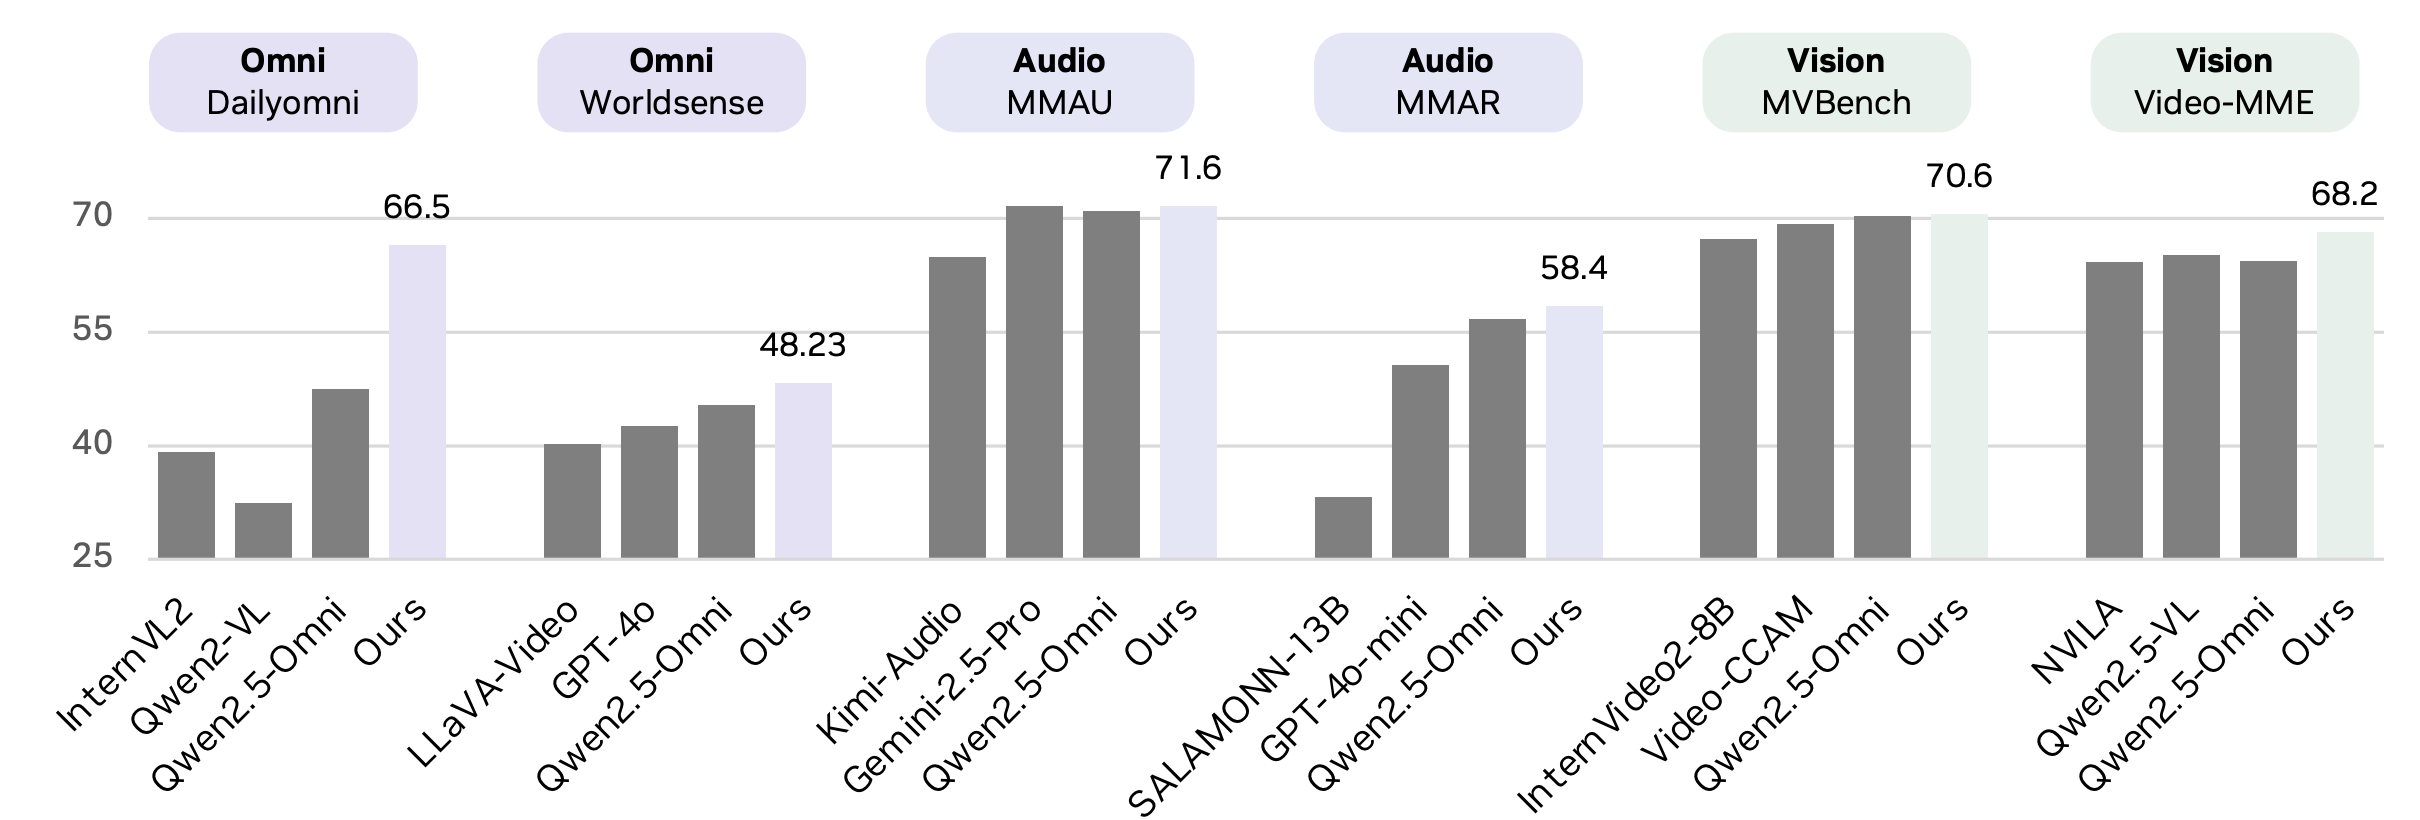 Omni
Dailyomni
Omni
Worldsense
Audio
MMAU
Audio
MMAR
Vision
MVBench
Vision
Video-MME
70
55
40
25
66.5
48.23
71.6
58.4
70.6
68.2
InternVL2
Qwen2-VL
Qwen2.5-Omni
Ours
LLaVA-Video
GPT-4o
Qwen2.5-Omni
Ours
Kimi-Audio
Gemini-2.5-Pro
Qwen2.5-Omni
Ours
SALAMONN-13B
GPT-4o-mini
Qwen2.5-Omni
Ours
InternVideo2-8B
Video-CCAM
Qwen2.5-Omni
Ours
NVILA
Qwen2.5-VL
Qwen2.5-Omni
Ours